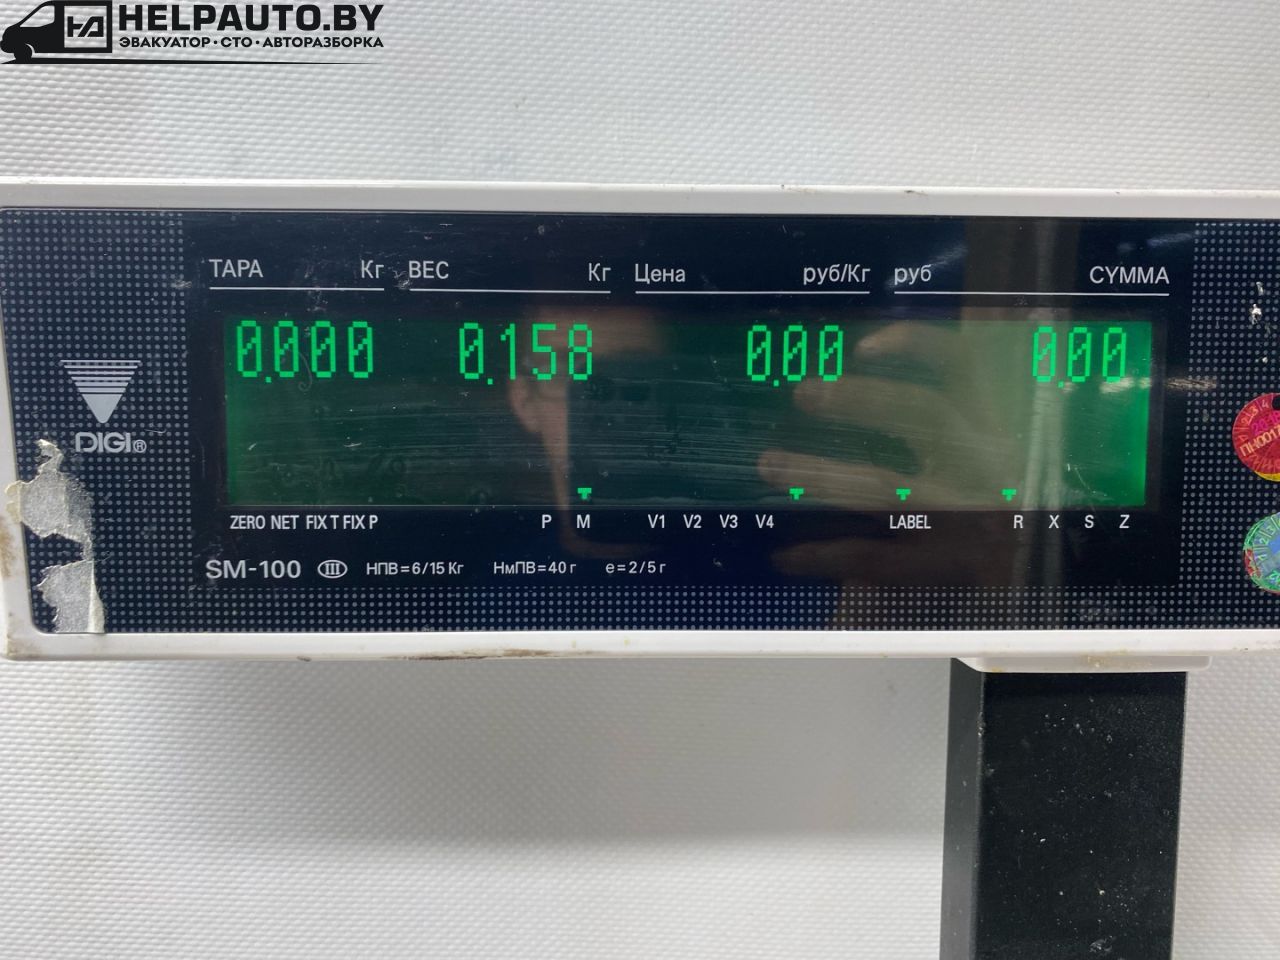 HELPAUTO.BY
ЭВАКУАТОР·СТО·АВТОРАЗБОРКА
ТАРА Кг ВЕС Кг Цена руб/Кг руб СУММА
0.000 0.158 0.00 0.00
DIGI®
ZERO NET FIX T FIX P P M V1 V2 V3 V4 LABEL R X S Z
SM-100 III НПВ=6/15 Кг НмПВ=40 г e=2/5 г